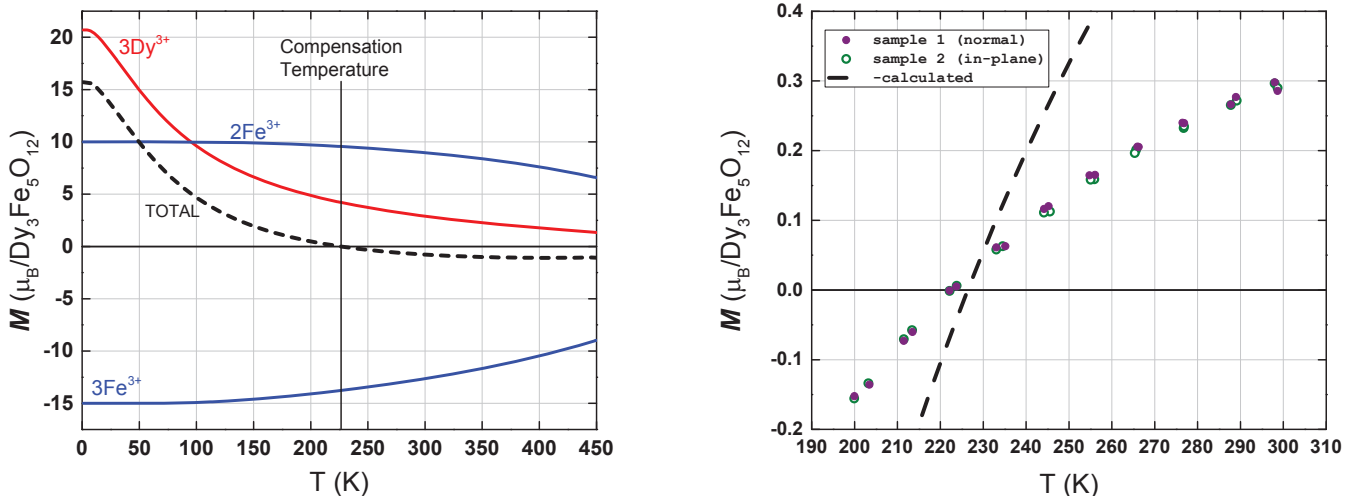 20
15
10
5
0
-5
-10
-15
0 50 100 150 200 250 300 350 400 450
M (μB/Dy3Fe5O12)
T (K)
3Dy3+
Compensation
Temperature
2Fe3+
TOTAL
3Fe3+
0.4
0.3
0.2
0.1
0.0
-0.1
-0.2
190 200 210 220 230 240 250 260 270 280 290 300 310
M (μB/Dy3Fe5O12)
T (K)
sample 1 (normal)
sample 2 (in-plane)
-calculated